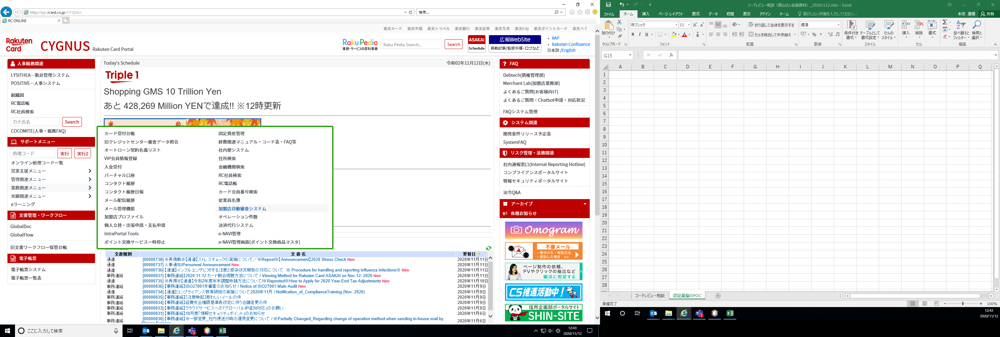 http://wjc.rcard.co.jp:11112/rc/
検索...
RC ONLINE
楽天カード 楽天市場 楽天トラベル 楽天銀行 楽天証券 楽天生命 楽天Edy 楽天ポイントカード 楽天ペイ
Rakuten Card
CYGNUS Rakuten Card Portal
Raku Pedia
業務・サービスの百科事典
Raku Pedia Search...
Search
ASAKAI
Schedule
広報WebSite
掲載記事/監修手順・ロゴなど
• RAP
• Rakuten Confluence
日本語 /English
人事総務関連
LYSITHEA…勤怠管理システム
POSITIVE…人事システム
組織図
RC電話帳
RC社員検索
カナ氏名
Search
COCOMITE(人事・総務FAQ)
サポートメニュー
処理コード
実行
実行2
オンライン処理コード一覧
営業支援メニュー
管理関連メニュー
業務関連メニュー
実績関連メニュー
eラーニング
文書管理・ワークフロー
GlobalDoc
GlobalFlow
旧文書ワークフロー保管台帳
電子帳票
電子帳票システム
電子帳票一覧表
Today's Schedule
令和02年11月12日(木)
Triple 1
Shopping GMS 10 Trillion Yen
あと 428,269 Million YENで達成!! ※12時更新
カード受付台帳
旧クレジットセンター審査データ照会
オートローン契約名義リスト
VIP会員情報登録
入金受付
バーチャル口座
コンタクト履歴
コンタクト履歴日報
メール配信履歴
メール管理機能
加盟店プロファイル
個人立替・出張申請・支払申請
IntraPortal Tools
ポイント交換サービス一時停止
固定資産管理
経費関連マニュアル・コード表・FAQ等
社内便システム
住所検索
金融機関検索
RC社員検索
RC電話帳
カード会員番号検索
従業員名簿
加盟店自動審査システム
オペレーション件数
決済代行システム
e-NAVI管理
e-NAVI管理画面(ポイント交換商品マスタ)
文書種別 文 書 名 更新日
通達 [00000738] ※再掲載※【通達】ストレスチェックの実施について／※Repost※【Announcement】2020 Stress Check New 2020年11月11日
通達 [00000737] 人事通知/Personnel Announcement New 2020年11月11日
通達 [00000736] 【通達】インフルエンザに対する注意と感染状況報告の対応について ※ Procedure for handling and reporting Influenza Infections※ New 2020年11月11日
事務連絡 [00000837] 【事務連絡】2020.11.12 カード朝会視聴方法について / Viewing Method for Rakuten Card ASAKAI on Nov 12, 2020 New 2020年11月11日
通達 [00000735] ※再掲※【通達】令和2年度年末調整申請方法について/※Reposted※How to Apply for 2020 Year-End Tax Adjustments New 2020年11月10日
事務連絡 [00000836] 【事務連絡】ISO27001本審査のお知らせ / Notice of ISO27001 Main Audit New 2020年11月9日
通達 [00000734] 【通達】コンプライアンス教育研修の実施について2020年11月 / Notification_of_ComplianceTraining (Nov. 2020) 2020年11月9日
事務連絡 [00000835] 【事務連絡】[注意喚起]疑わしいメールの件 2020年11月9日
事務連絡 [00000834] 【事務連絡】経費支出権限基準表改定に伴う合議変更の件 2020年11月9日
事務連絡 [00000833] 【事務連絡】クラウドサービスへの「グローバルIP追加対応」のお願い 2020年11月9日
事務連絡 [00000831] 【事務連絡】10月度「情報セキュリティポイント」のお知らせ 2020年11月6日
事務連絡 [00000830] 【事務連絡】※一部変更_社内便送付時の運用変更について / ※Partially Changed_Regarding change of operation method when sending in-house mail by Nippon Express 2020年11月6日
FAQ
Debtech(債権管理部)
Merchant Lab(加盟店業務部)
よくあるご質問(お客様向け)
よくあるご質問・Chatbot申請・対応状況
FAQシステム管理
システム関連
開発案件リリース予定表
SystemFAQ
リスク管理・法務関連
社内通報窓口(Internal Reporting Hotline)
コンプライアンスポータルサイト
情報セキュリティポータルサイト
法令Q&A
アーカイブ
各種お知らせ
Omogram
不審メール
・見分け方・報告方法
・感染した場合 など
ページ制作の依頼、
PVやクリックの抽出など
編成に相談する
CS推進活動中！
信用企画部ポータルサイト
SHIN-SITE
ここに入力して検索
12:43
2020/11/12
コードレビュー相談（森山さん会議資料）_20201112.xlsx - Excel
ファイル ホーム 挿入 ページ レイアウト 数式 データ 校閲 表示 アドイン チーム 実行したい作業を入力してください...
本田 康博 共有
貼り付け
游ゴシック 11
折り返して全体を表示する
セルを結合して中央揃え
標準
条件付き書式 テーブルとして書式設定 セルのスタイル
挿入 削除 書式
並べ替えとフィルター 検索と選択
クリップボード フォント 配置 数値 スタイル セル 編集
G15
A B C D E F G H I J K L M N O P Q
1
2
3
4
5
6
7
8
9
10
11
12
13
14
15
16
17
18
19
20
21
22
23
24
25
26
27
28
コードレビュー相談 認証基盤のPOC
準備完了
100%
12:43
2020/11/12